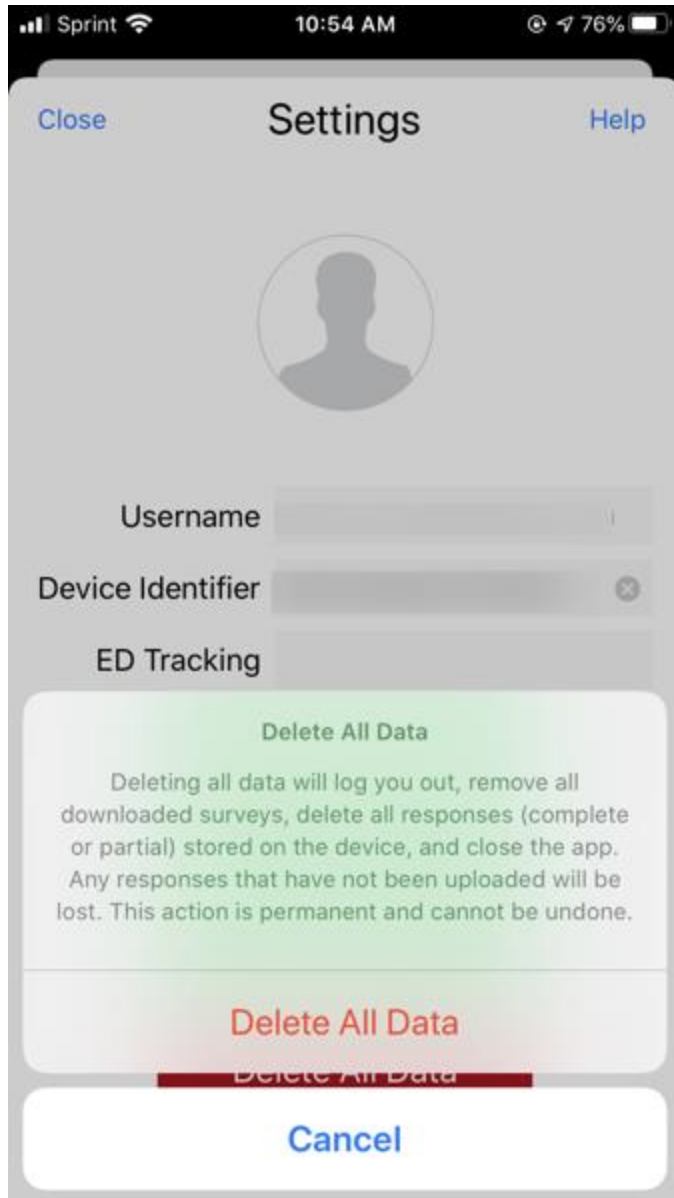 Sprint 10:54 AM 76%
Close Settings Help
Username
Device Identifier
ED Tracking
Delete All Data
Deleting all data will log you out, remove all
downloaded surveys, delete all responses (complete
or partial) stored on the device, and close the app.
Any responses that have not been uploaded will be
lost. This action is permanent and cannot be undone.
Delete All Data
Delete All Data
Cancel